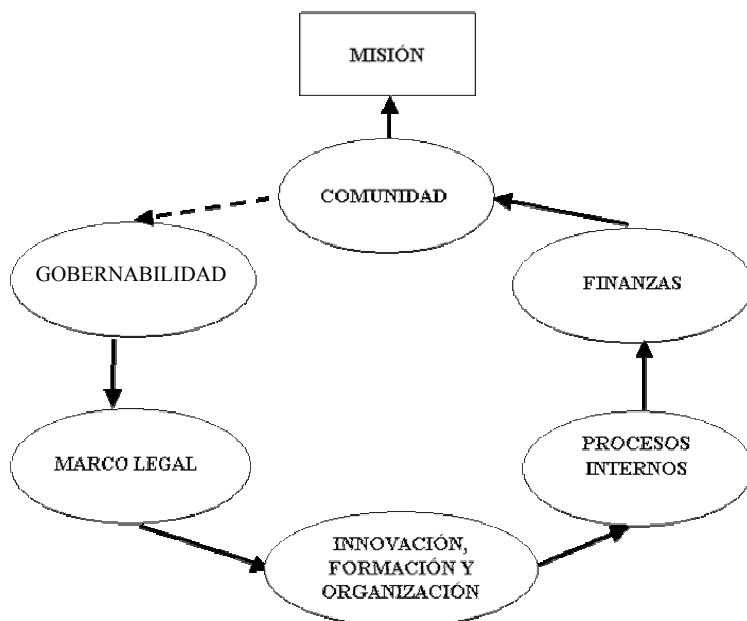 MISIÓN
COMUNIDAD
GOBERNABILIDAD
FINANZAS
MARCO LEGAL
PROCESOS
INTERNOS
INNOVACIÓN,
FORMACIÓN Y
ORGANIZACIÓN